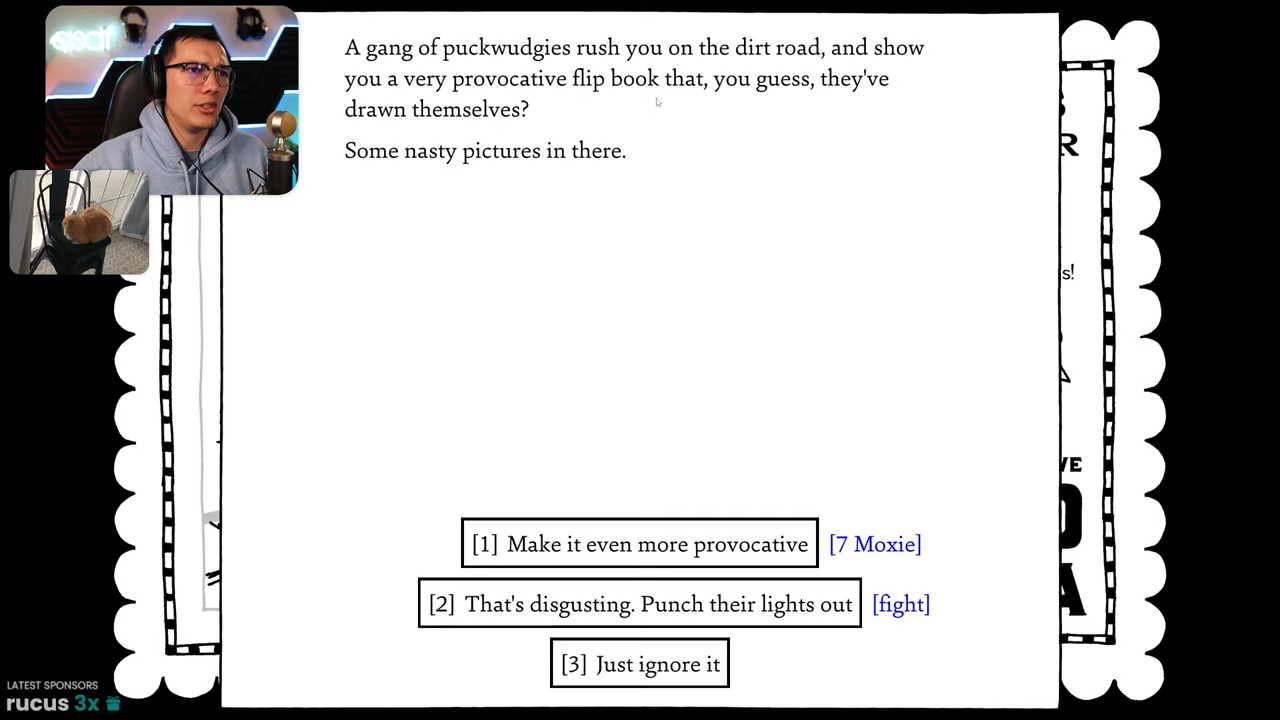 A gang of puckwudgies rush you on the dirt road, and show
you a very provocative flip book that, you guess, they've
drawn themselves?
Some nasty pictures in there.
R
s!
VE
A
[1] Make it even more provocative [7 Moxie]
[2] That's disgusting. Punch their lights out [fight]
[3] Just ignore it
LATEST SPONSORS
rucus 3x